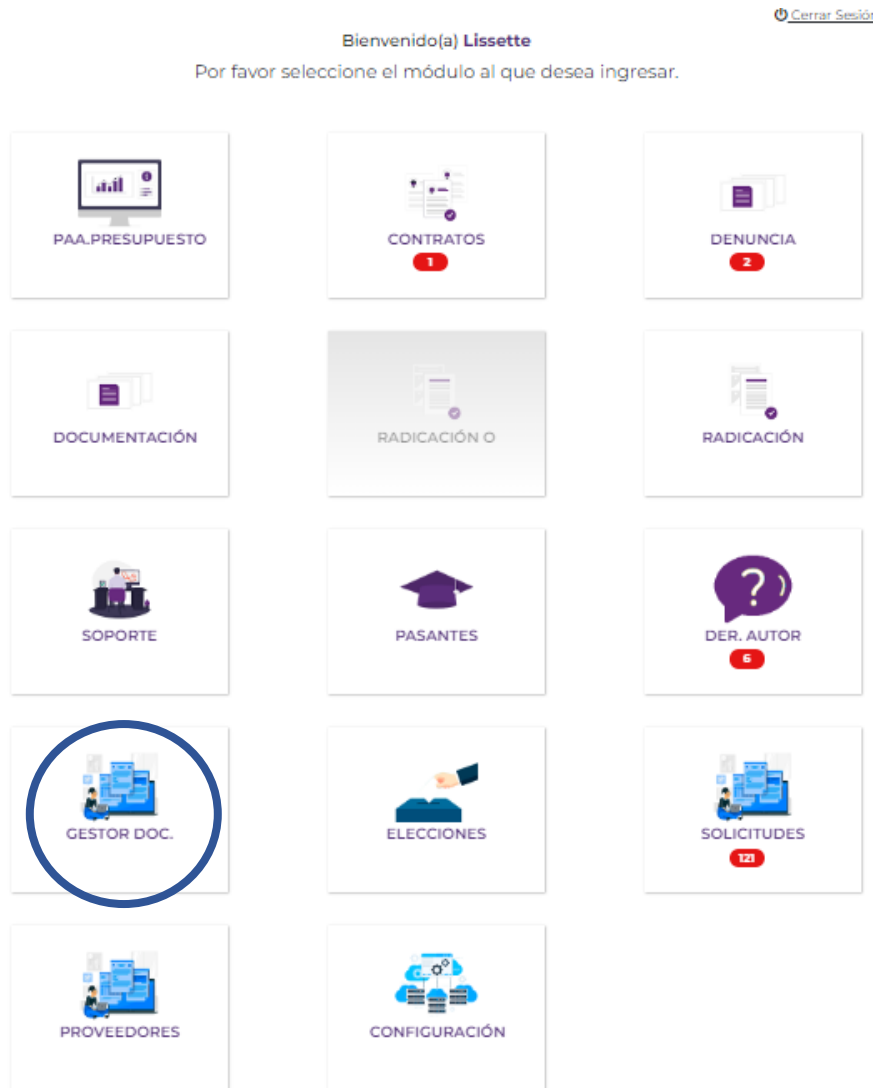 Cerrar Sesión
Bienvenido(a) Lissette
Por favor seleccione el módulo al que desea ingresar.
PAA.PRESUPUESTO
CONTRATOS
1
DENUNCIA
2
DOCUMENTACIÓN
RADICACIÓN O
RADICACIÓN
SOPORTE
PASANTES
DER. AUTOR
6
GESTOR DOC.
ELECCIONES
SOLICITUDES
121
PROVEEDORES
CONFIGURACIÓN